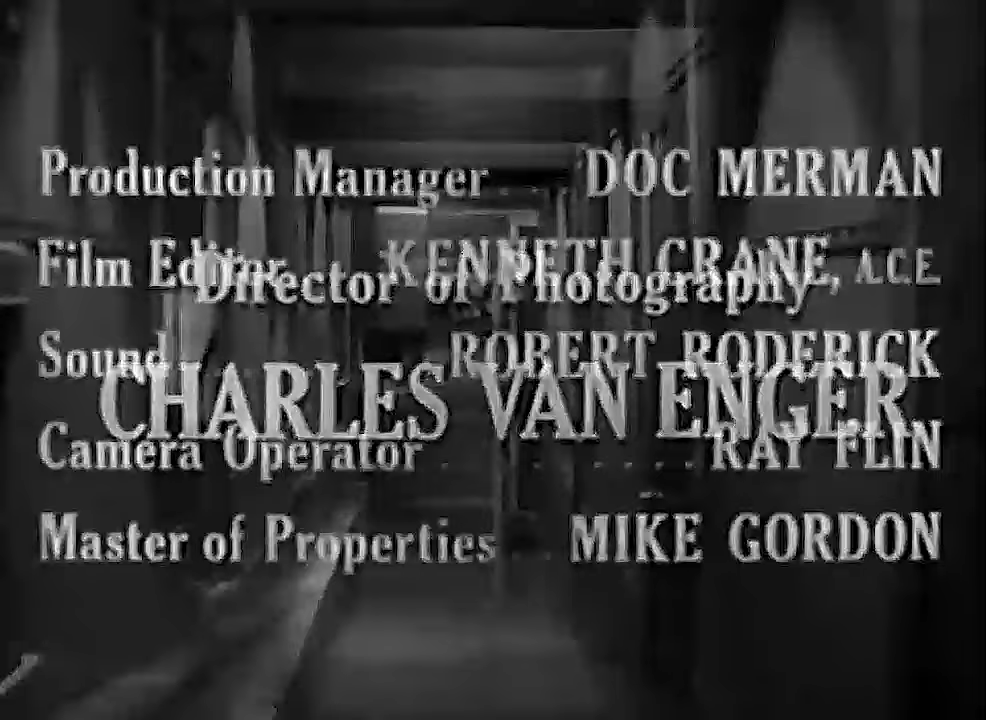 Production Manager DOC MERMAN
Film Editor KENNETH CRANE, A.C.E.
Director of Photography
Sound ROBERT RODERICK
CHARLES VAN ENGER
Camera Operator . . . . . . . RAY FLIN
Master of Properties MIKE GORDON